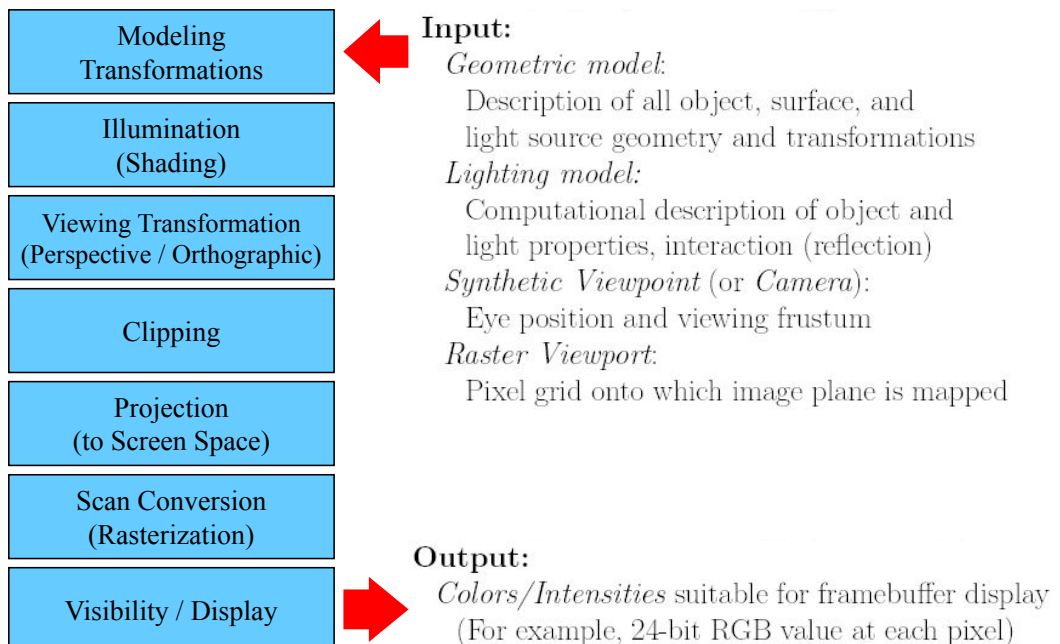 Modeling
Transformations
Illumination
(Shading)
Viewing Transformation
(Perspective / Orthographic)
Clipping
Projection
(to Screen Space)
Scan Conversion
(Rasterization)
Visibility / Display
Input:
Geometric model:
Description of all object, surface, and
light source geometry and transformations
Lighting model:
Computational description of object and
light properties, interaction (reflection)
Synthetic Viewpoint (or Camera):
Eye position and viewing frustum
Raster Viewport:
Pixel grid onto which image plane is mapped
Output:
Colors/Intensities suitable for framebuffer display
(For example, 24-bit RGB value at each pixel)